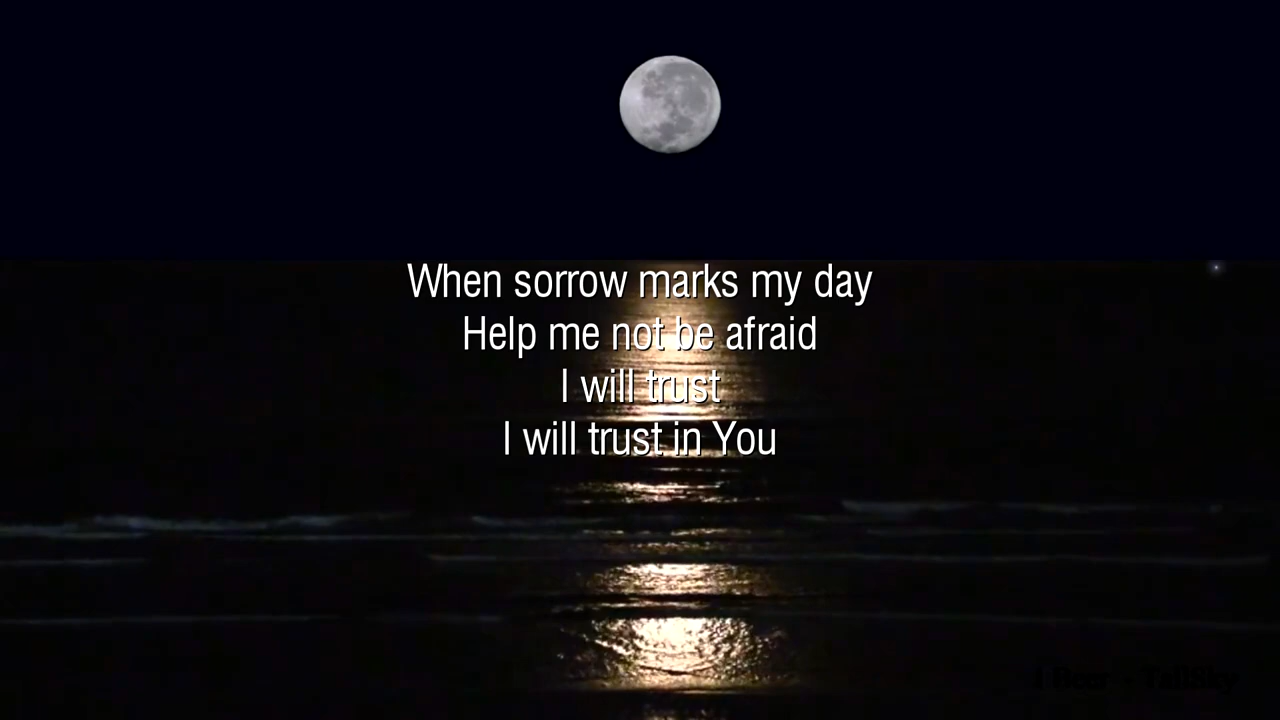 When sorrow marks my day
Help me not be afraid
I will trust
I will trust in You